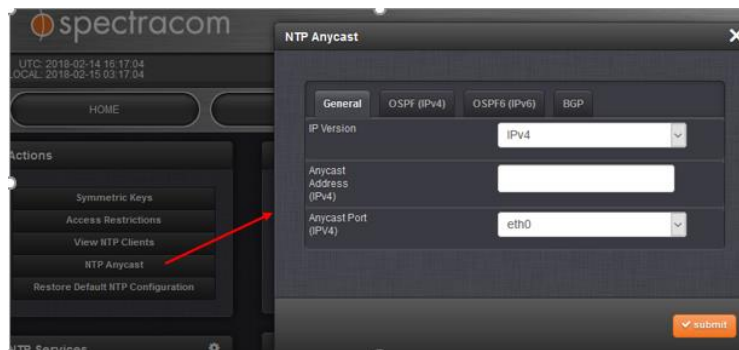 spectracom
NTP Anycast
UTC: 2018-02-14 16:17:04
LOCAL: 2018-02-15 03:17:04
HOME
General
OSPF (IPv4)
OSPF6 (IPv6)
BGP
IP Version
IPv4
Actions
Anycast
Address
(IPv4)
Symmetric Keys
Access Restrictions
Anycast Port
(IPV4)
eth0
View NTP Clients
NTP Anycast
Restore Default NTP Configuration
submit
NTP Services